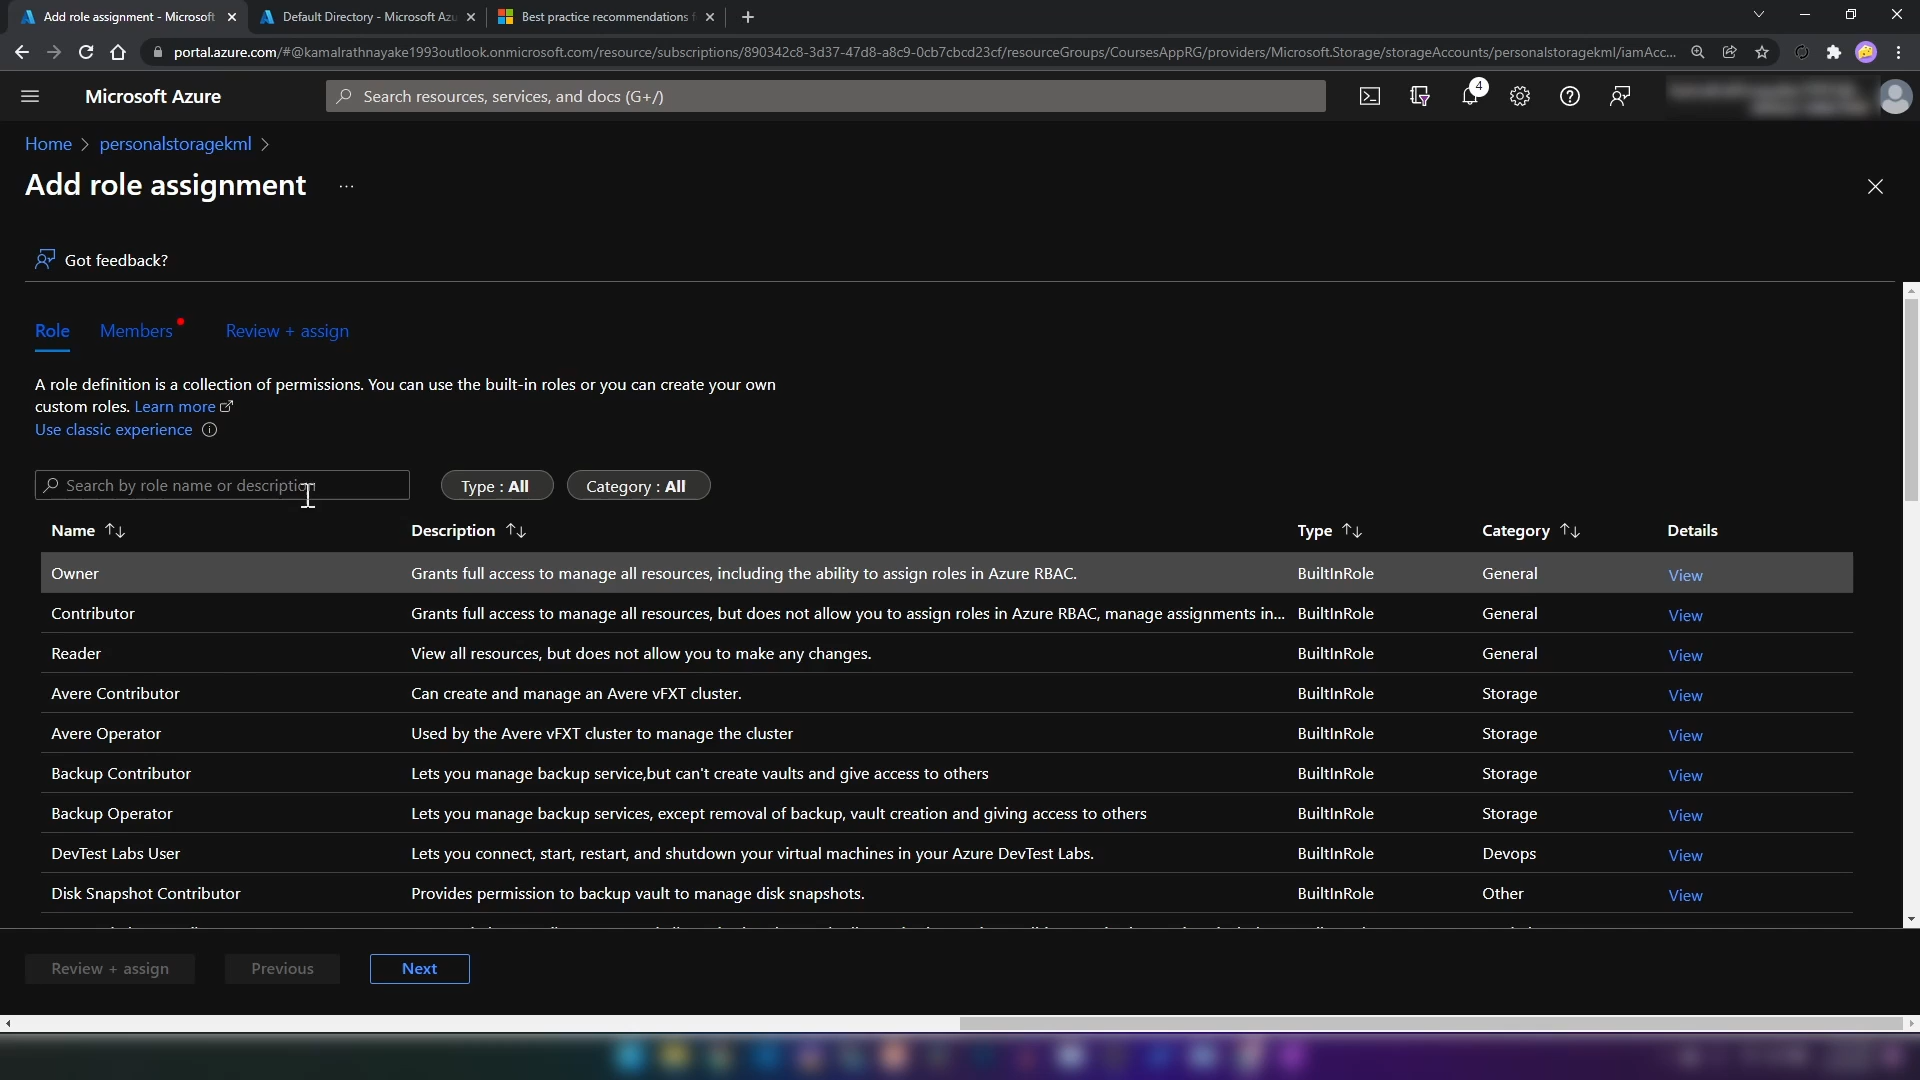 Add role assignment - Microsoft
Default Directory - Microsoft Azu
Best practice recommendations f
portal.azure.com/#@kamalrathnayake1993outlook.onmicrosoft.com/resource/subscriptions/890342c8-3d37-47d8-a8c9-0cb7cbcd23cf/resourceGroups/CoursesAppRG/providers/Microsoft.Storage/storageAccounts/personalstoragekml/iamAcc...
Microsoft Azure
Search resources, services, and docs (G+/)
4
Home > personalstoragekml >
Add role assignment ...
Got feedback?
Role Members Review + assign
A role definition is a collection of permissions. You can use the built-in roles or you can create your own
custom roles. Learn more
Use classic experience
Search by role name or description Type : All Category : All
Name Description Type Category Details
Owner Grants full access to manage all resources, including the ability to assign roles in Azure RBAC. BuiltInRole General View
Contributor Grants full access to manage all resources, but does not allow you to assign roles in Azure RBAC, manage assignments in... BuiltInRole General View
Reader View all resources, but does not allow you to make any changes. BuiltInRole General View
Avere Contributor Can create and manage an Avere vFXT cluster. BuiltInRole Storage View
Avere Operator Used by the Avere vFXT cluster to manage the cluster BuiltInRole Storage View
Backup Contributor Lets you manage backup service,but can't create vaults and give access to others BuiltInRole Storage View
Backup Operator Lets you manage backup services, except removal of backup, vault creation and giving access to others BuiltInRole Storage View
DevTest Labs User Lets you connect, start, restart, and shutdown your virtual machines in your Azure DevTest Labs. BuiltInRole Devops View
Disk Snapshot Contributor Provides permission to backup vault to manage disk snapshots. BuiltInRole Other View
Review + assign Previous Next